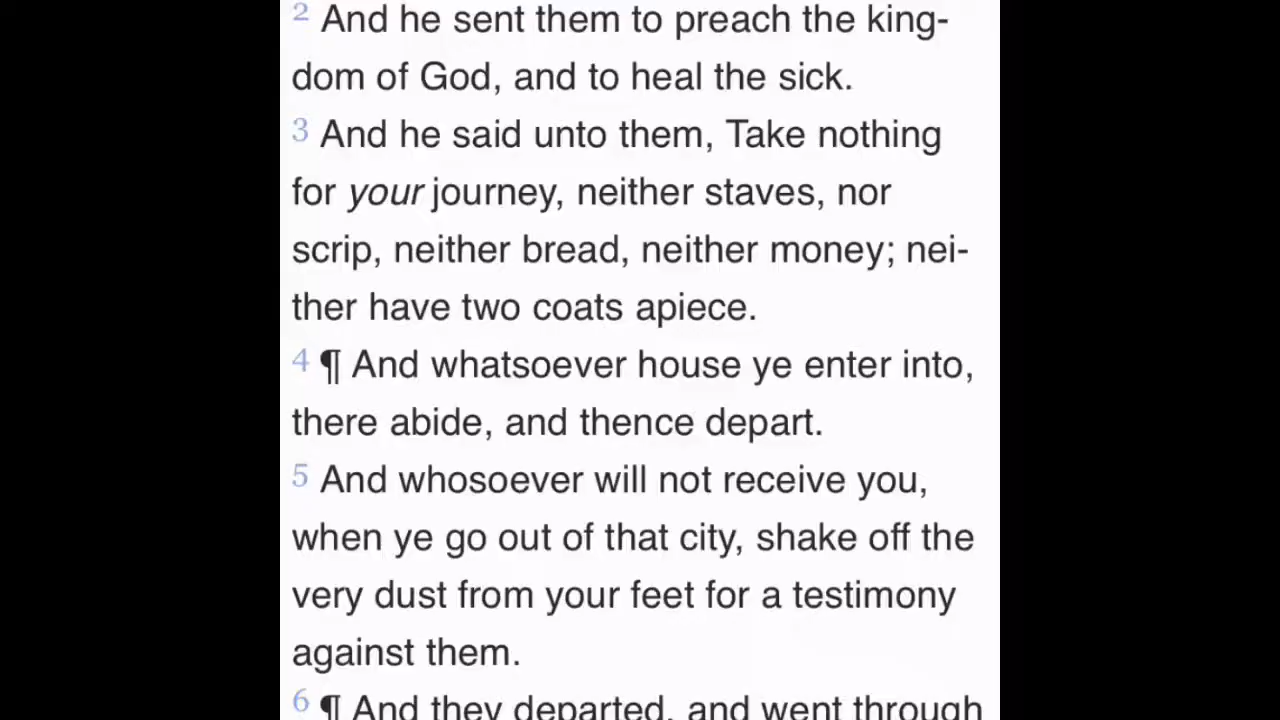 2 And he sent them to preach the king-
dom of God, and to heal the sick.
3 And he said unto them, Take nothing
for your journey, neither staves, nor
scrip, neither bread, neither money; nei-
ther have two coats apiece.
4 ¶ And whatsoever house ye enter into,
there abide, and thence depart.
5 And whosoever will not receive you,
when ye go out of that city, shake off the
very dust from your feet for a testimony
against them.
6 ¶ And they departed, and went through